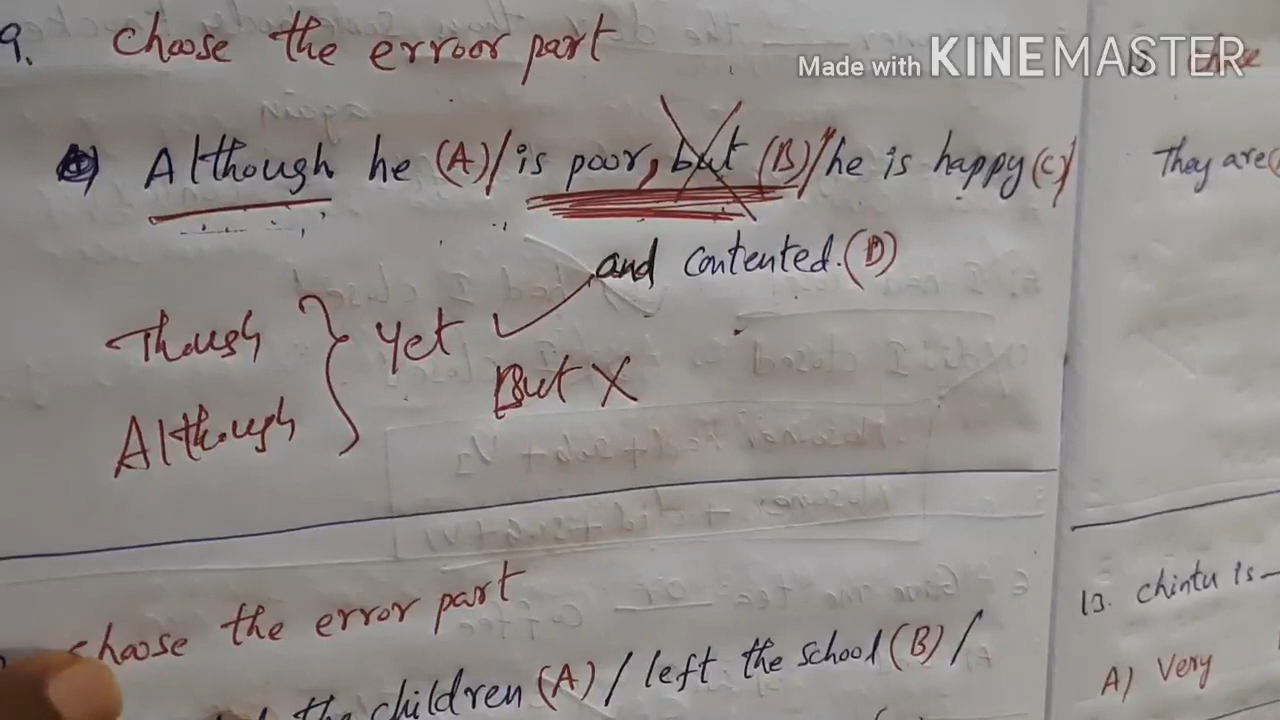 Made with KINEMASTER
9. Choose the erroor part
Although he (A)/ is poor, but (B)/ he is happy (C)/
and contented. (D)
Though
Although } yet ✓
But X
They are
Choose the error part
the children (A) / left the school (B) /
13. chintu is
A) Very